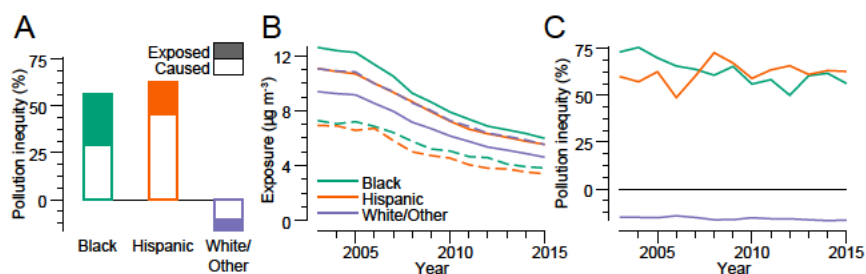 A
Exposed
Caused
Pollution inequity (%)
75
50
25
0
Black
Hispanic
White/
Other
B
Exposure (µg m⁻³)
12
8
4
0
Black
Hispanic
White/Other
2005
2010
2015
Year
C
Pollution inequity (%)
75
50
25
0
2005
2010
2015
Year